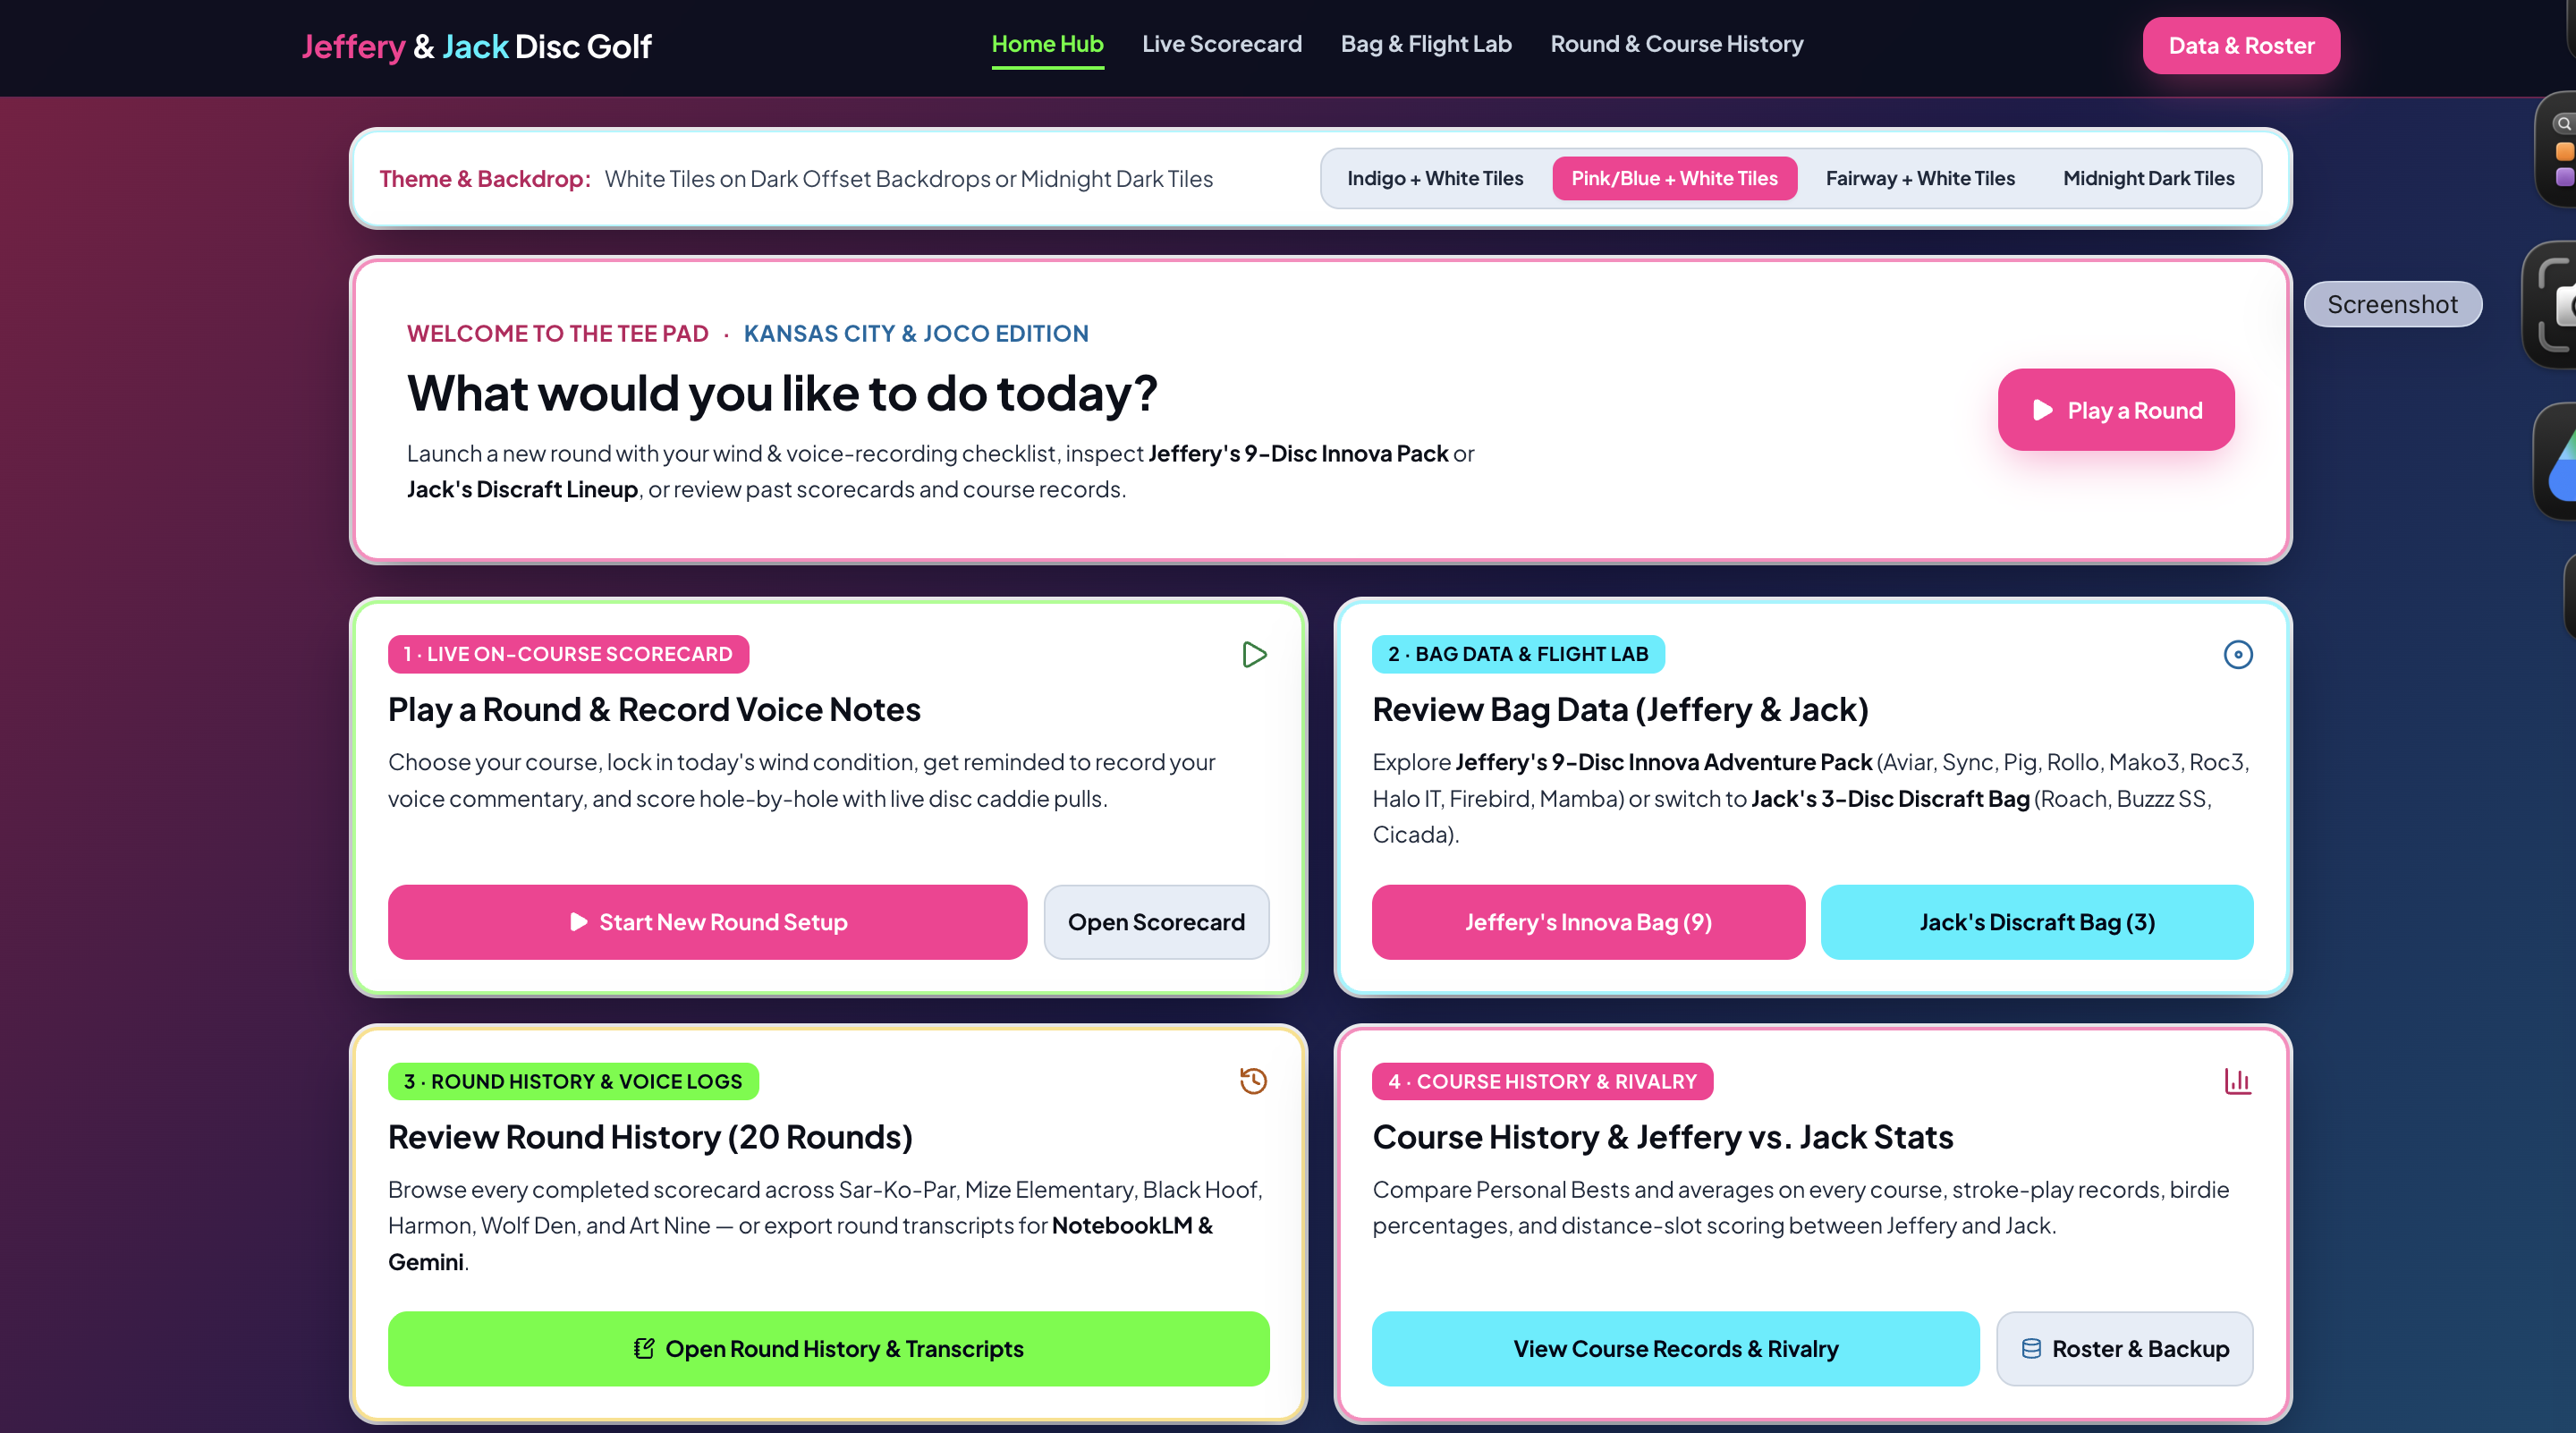 Jeffery & Jack Disc Golf
Home Hub
Live Scorecard
Bag & Flight Lab
Round & Course History
Data & Roster
Theme & Backdrop: White Tiles on Dark Offset Backdrops or Midnight Dark Tiles
Indigo + White Tiles
Pink/Blue + White Tiles
Fairway + White Tiles
Midnight Dark Tiles
WELCOME TO THE TEE PAD · KANSAS CITY & JOCO EDITION
What would you like to do today?
Launch a new round with your wind & voice-recording checklist, inspect Jeffery's 9-Disc Innova Pack or
Jack's Discraft Lineup, or review past scorecards and course records.
Play a Round
Screenshot
1 · LIVE ON-COURSE SCORECARD
Play a Round & Record Voice Notes
Choose your course, lock in today's wind condition, get reminded to record your
voice commentary, and score hole-by-hole with live disc caddie pulls.
Start New Round Setup
Open Scorecard
2 · BAG DATA & FLIGHT LAB
Review Bag Data (Jeffery & Jack)
Explore Jeffery's 9-Disc Innova Adventure Pack (Aviar, Sync, Pig, Rollo, Mako3, Roc3,
Halo IT, Firebird, Mamba) or switch to Jack's 3-Disc Discraft Bag (Roach, Buzzz SS,
Cicada).
Jeffery's Innova Bag (9)
Jack's Discraft Bag (3)
3 · ROUND HISTORY & VOICE LOGS
Review Round History (20 Rounds)
Browse every completed scorecard across Sar-Ko-Par, Mize Elementary, Black Hoof,
Harmon, Wolf Den, and Art Nine — or export round transcripts for NotebookLM &
Gemini.
Open Round History & Transcripts
4 · COURSE HISTORY & RIVALRY
Course History & Jeffery vs. Jack Stats
Compare Personal Bests and averages on every course, stroke-play records, birdie
percentages, and distance-slot scoring between Jeffery and Jack.
View Course Records & Rivalry
Roster & Backup